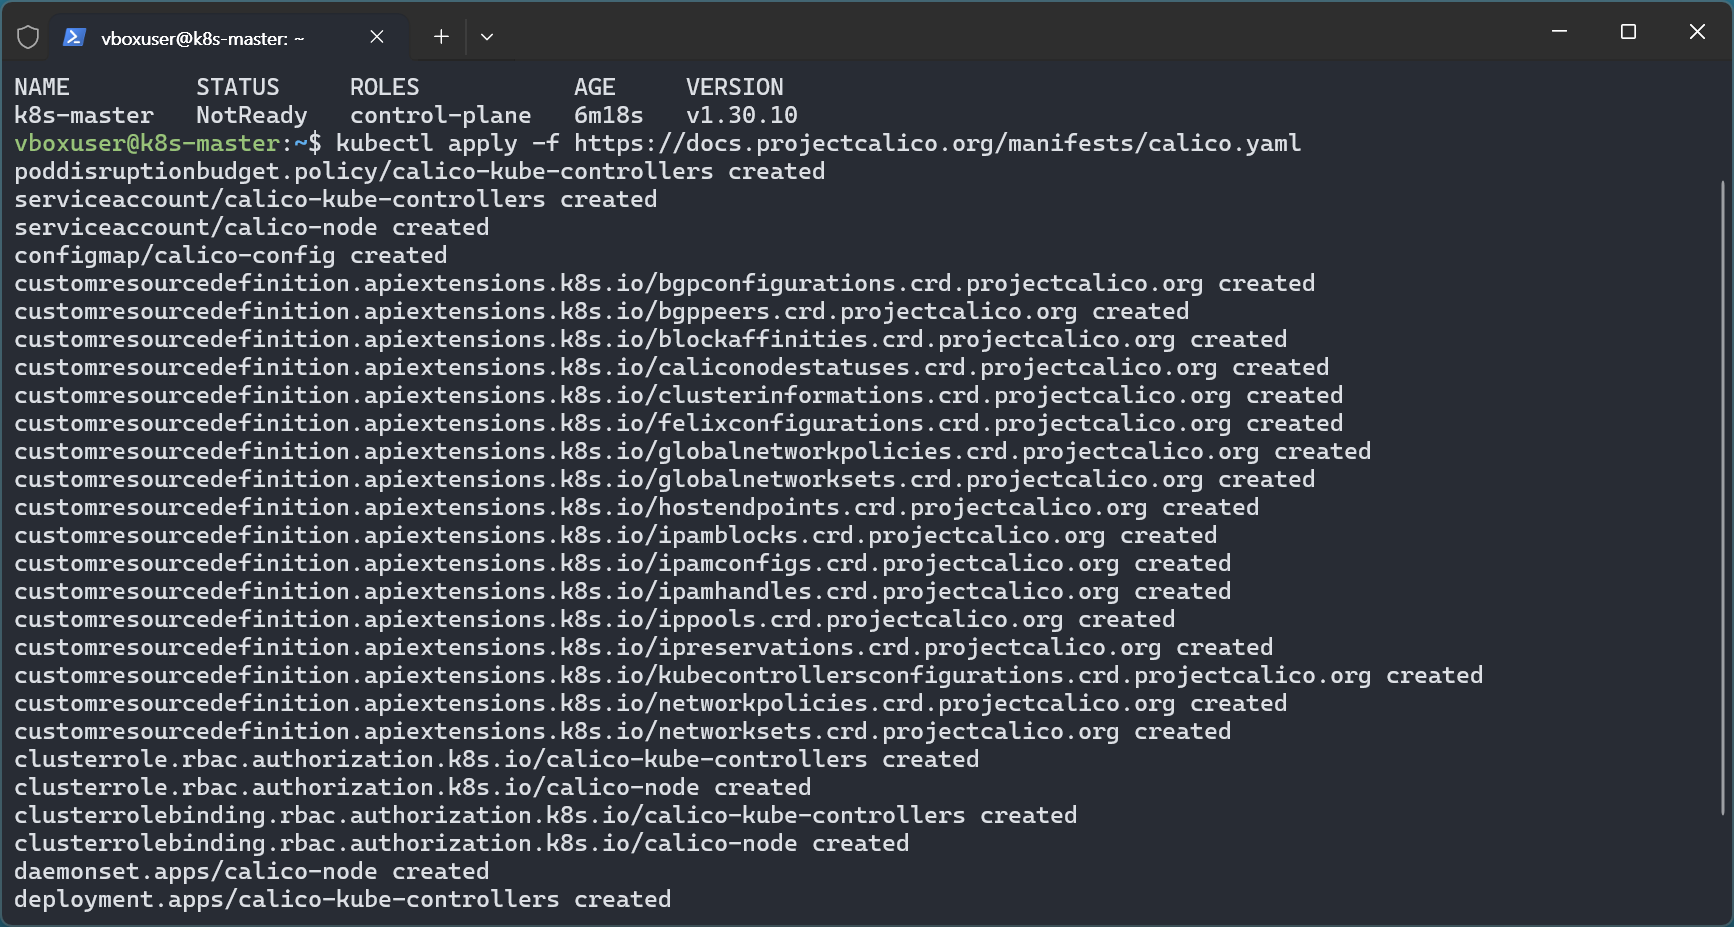 vboxuser@k8s-master: ~
NAME STATUS ROLES AGE VERSION
k8s-master NotReady control-plane 6m18s v1.30.10
vboxuser@k8s-master:~$ kubectl apply -f https://docs.projectcalico.org/manifests/calico.yaml
poddisruptionbudget.policy/calico-kube-controllers created
serviceaccount/calico-kube-controllers created
serviceaccount/calico-node created
configmap/calico-config created
customresourcedefinition.apiextensions.k8s.io/bgpconfigurations.crd.projectcalico.org created
customresourcedefinition.apiextensions.k8s.io/bgppeers.crd.projectcalico.org created
customresourcedefinition.apiextensions.k8s.io/blockaffinities.crd.projectcalico.org created
customresourcedefinition.apiextensions.k8s.io/caliconodestatuses.crd.projectcalico.org created
customresourcedefinition.apiextensions.k8s.io/clusterinformations.crd.projectcalico.org created
customresourcedefinition.apiextensions.k8s.io/felixconfigurations.crd.projectcalico.org created
customresourcedefinition.apiextensions.k8s.io/globalnetworkpolicies.crd.projectcalico.org created
customresourcedefinition.apiextensions.k8s.io/globalnetworksets.crd.projectcalico.org created
customresourcedefinition.apiextensions.k8s.io/hostendpoints.crd.projectcalico.org created
customresourcedefinition.apiextensions.k8s.io/ipamblocks.crd.projectcalico.org created
customresourcedefinition.apiextensions.k8s.io/ipamconfigs.crd.projectcalico.org created
customresourcedefinition.apiextensions.k8s.io/ipamhandles.crd.projectcalico.org created
customresourcedefinition.apiextensions.k8s.io/ippools.crd.projectcalico.org created
customresourcedefinition.apiextensions.k8s.io/ipreservations.crd.projectcalico.org created
customresourcedefinition.apiextensions.k8s.io/kubecontrollersconfigurations.crd.projectcalico.org created
customresourcedefinition.apiextensions.k8s.io/networkpolicies.crd.projectcalico.org created
customresourcedefinition.apiextensions.k8s.io/networksets.crd.projectcalico.org created
clusterrole.rbac.authorization.k8s.io/calico-kube-controllers created
clusterrole.rbac.authorization.k8s.io/calico-node created
clusterrolebinding.rbac.authorization.k8s.io/calico-kube-controllers created
clusterrolebinding.rbac.authorization.k8s.io/calico-node created
daemonset.apps/calico-node created
deployment.apps/calico-kube-controllers created